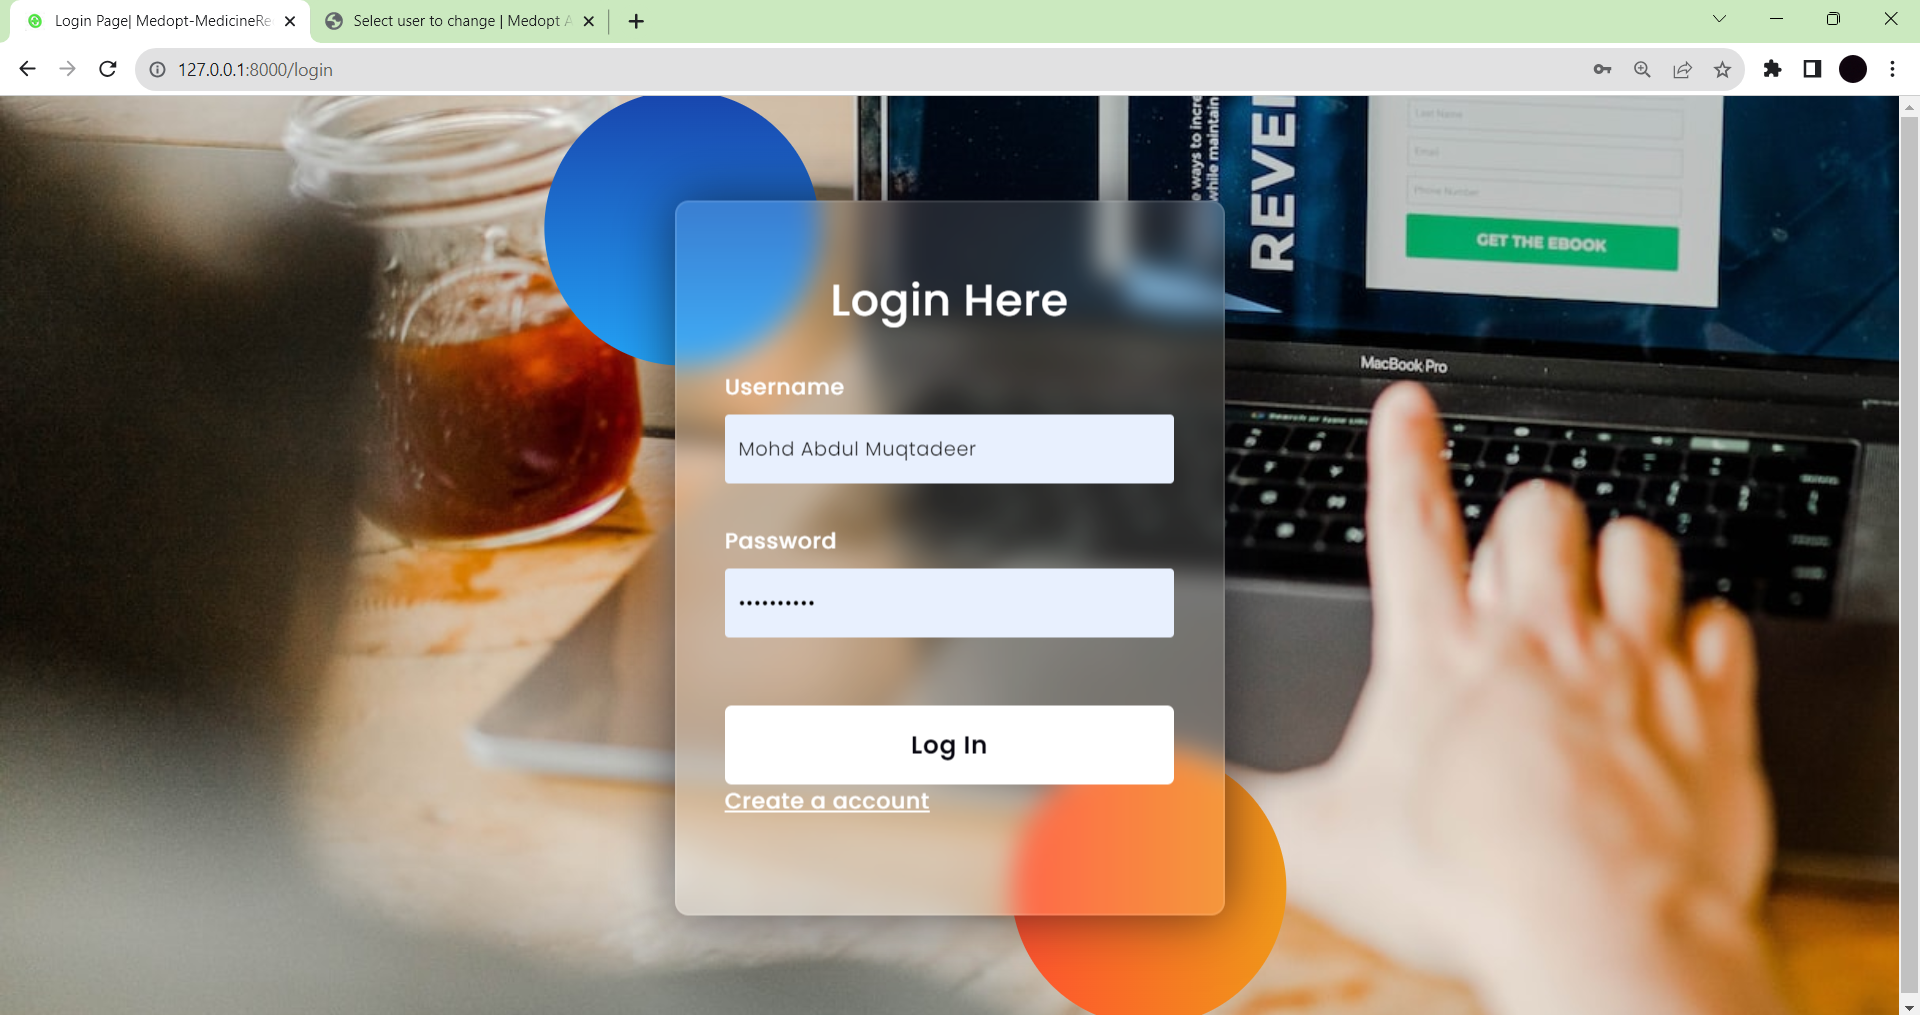 Login Page| Medopt-MedicineRe
Select user to change | Medopt A
127.0.0.1:8000/login
e ways to incre
while maintain
REVEL
Last Name
Email
Phone Number
GET THE EBOOK
MacBook Pro
Login Here
Username
Mohd Abdul Muqtadeer
Password
••••••••••
Log In
Create a account